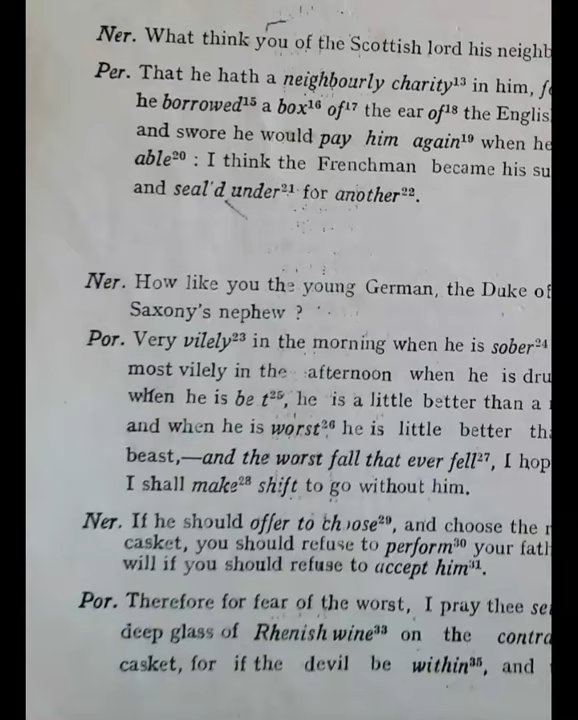 Ner. What think you of the Scottish lord his neighb
Per. That he hath a neighbourly charity¹³ in him, f
he borrowed¹⁵ a box¹⁶ of¹⁷ the ear of¹⁸ the Englis
and swore he would pay him again¹⁹ when he
able²⁰ : I think the Frenchman became his su
and seal'd under²¹ for another²².
Ner. How like you the young German, the Duke of
Saxony's nephew ?
Por. Very vilely²³ in the morning when he is sober²⁴
most vilely in the afternoon when he is dru
when he is be t²⁵, he is a little better than a
and when he is worst²⁶ he is little better tha
beast,—and the worst fall that ever fell²⁷, I hop
I shall make²⁸ shift to go without him.
Ner. If he should offer to choose²⁹, and choose the r
casket, you should refuse to perform³⁰ your fath
will if you should refuse to accept him³¹.
Por. Therefore for fear of the worst, I pray thee se
deep glass of Rhenish wine³³ on the contra
casket, for if the devil be within³⁵, and